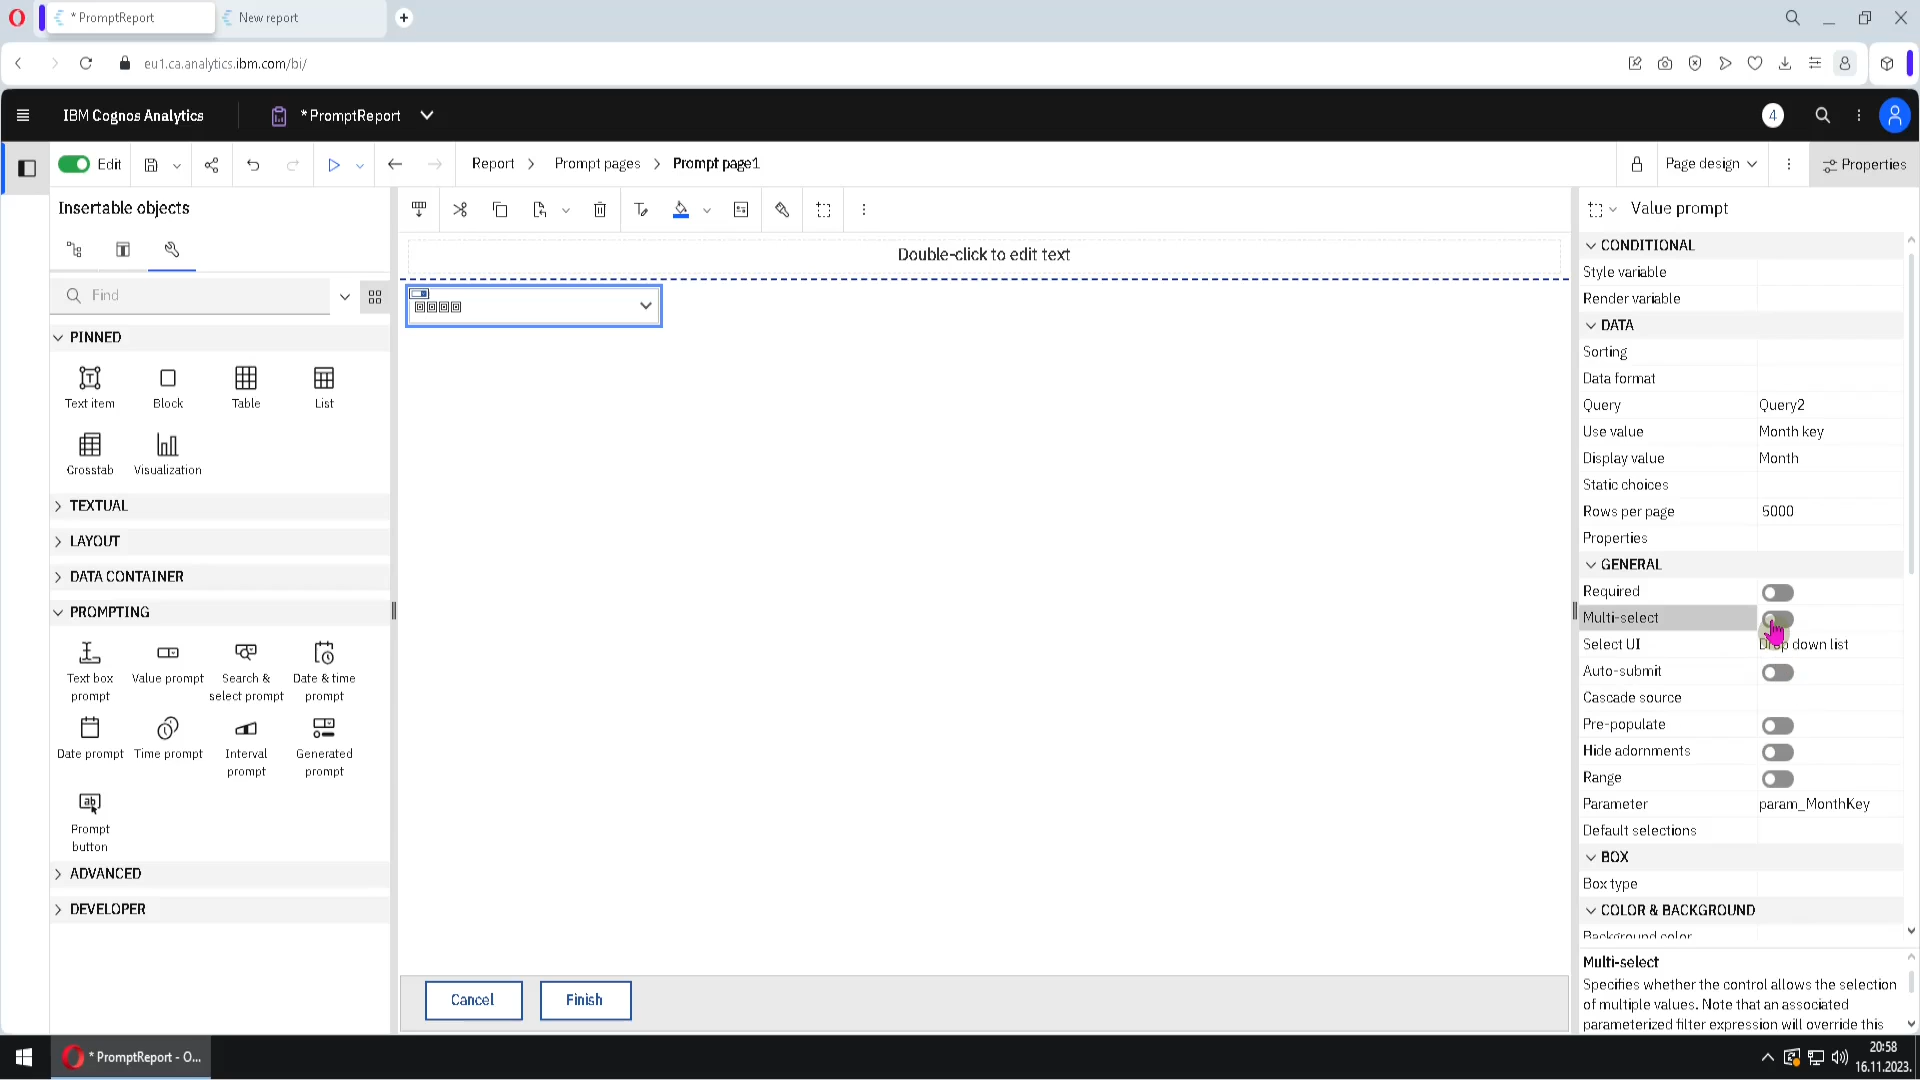 * PromptReport
New report
eu1.ca.analytics.ibm.com/bi/
IBM Cognos Analytics
* PromptReport
4
Edit
Report
Prompt pages
Prompt page1
Page design
Properties
Insertable objects
Find
PINNED
Text item
Block
Table
List
Crosstab
Visualization
TEXTUAL
LAYOUT
DATA CONTAINER
PROMPTING
Text box prompt
Value prompt
Search & select prompt
Date & time prompt
Date prompt
Time prompt
Interval prompt
Generated prompt
Prompt button
ADVANCED
DEVELOPER
Double-click to edit text
Cancel
Finish
Value prompt
CONDITIONAL
Style variable
Render variable
DATA
Sorting
Data format
Query Query2
Use value Month key
Display value Month
Static choices
Rows per page 5000
Properties
GENERAL
Required
Multi-select
Select UI Drop down list
Auto-submit
Cascade source
Pre-populate
Hide adornments
Range
Parameter param_MonthKey
Default selections
BOX
Box type
COLOR & BACKGROUND
Background color
Multi-select
Specifies whether the control allows the selection
of multiple values. Note that an associated
parameterized filter expression will override this
* PromptReport - O...
20:58
16.11.2023.